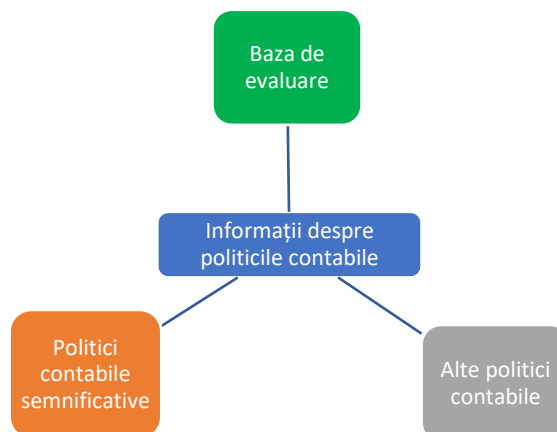 Baza de
evaluare
Informații despre
politicile contabile
Politici
contabile
semnificative
Alte politici
contabile